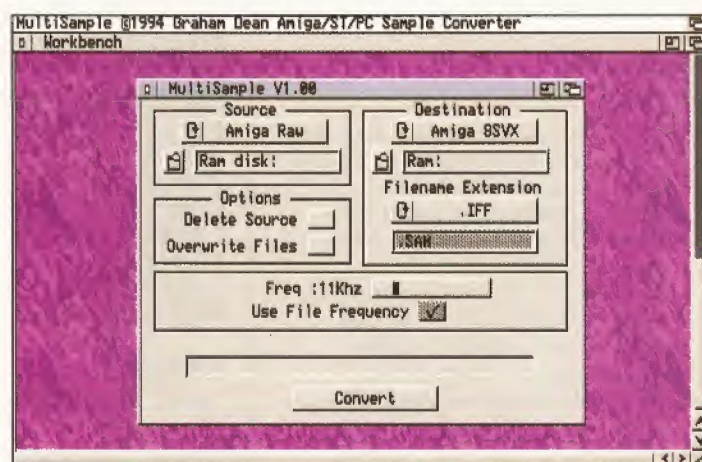 MultiSample ©1994 Graham Dean Amiga/ST/PC Sample Converter
Workbench
MultiSample V1.00
Source
Amiga Raw
Ram disk:
Options
Delete Source
Overwrite Files
Destination
Amiga 8SVX
Ram:
Filename Extension
.IFF
.SAM
Freq :11Khz
Use File Frequency
Convert